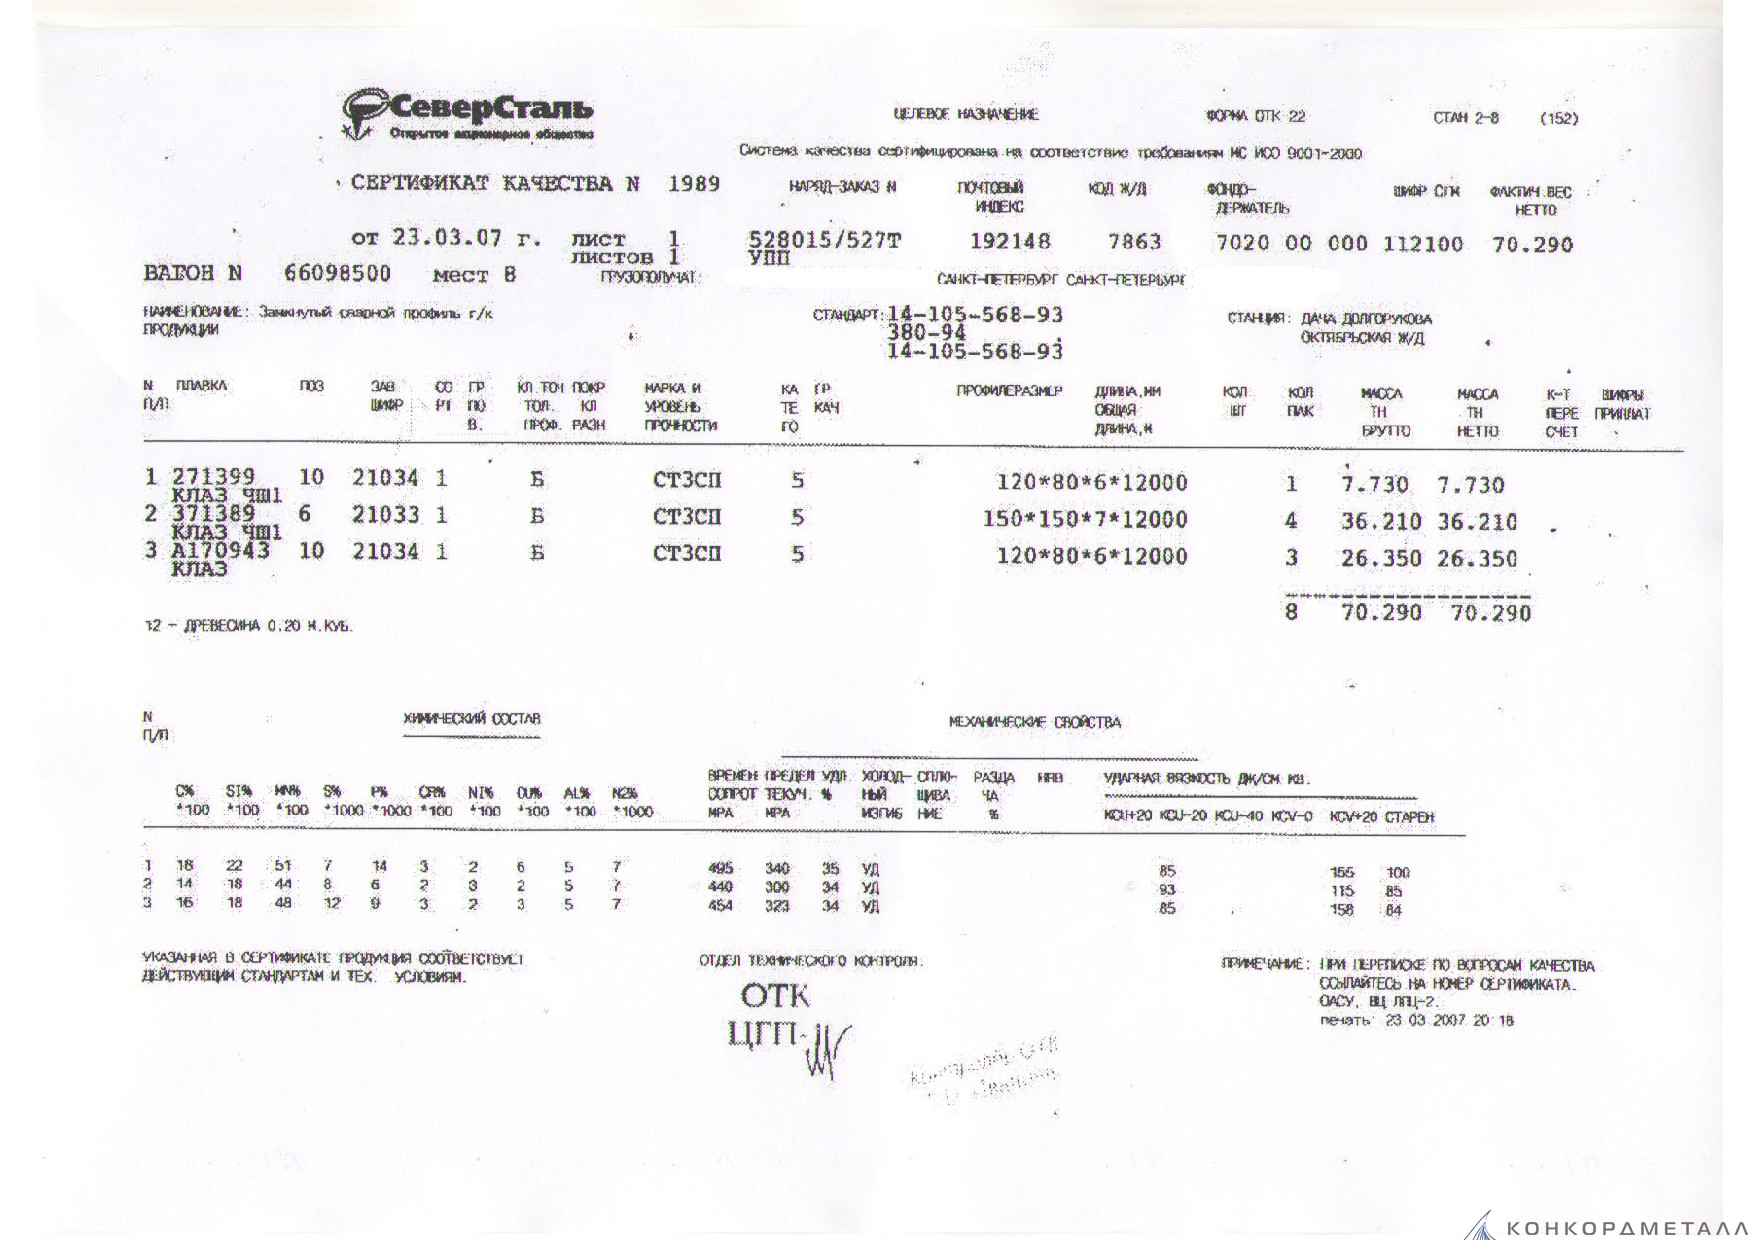 СеверСталь
Открытое акционерное общество
ЦЕЛЕВОЕ НАЗНАЧЕНИЕ ФОРМА ОТК 22 СТАН 2-8 (152)
Система качества сертифицирована на соответствие требованиям ИС ИСО 9001-2000
СЕРТИФИКАТ КАЧЕСТВА N 1989 НАРЯД-ЗАКАЗ N ПОЧТОВЫЙ КОД Ж/Д ФОНДО- ШИФР СГК ФАКТИЧ.ВЕС
ИНДЕКС ДЕРЖАТЕЛЬ НЕТТО
от 23.03.07 г. лист 1 528015/527Т 192148 7863 7020 00 000 112100 70.290
листов 1 УПП
ВАГОН N 66098500 мест 8 ГРУЗОПОЛУЧАТ: САНКТ-ПЕТЕРБУРГ САНКТ-ПЕТЕРБУРГ
НАИМЕНОВАНИЕ: Замкнутый сварной профиль г/к СТАНДАРТ: 14-105-568-93 СТАНЦИЯ: ДАЧА ДОЛГОРУКОВА
ПРОДУКЦИИ 380-94 ОКТЯБРЬСКАЯ Ж/Д
14-105-568-93
N ПЛАВКА ПОЗ ЗАВ СО ГР КЛ.ТОЧ ПОКР МАРКА И КА ГР ПРОФИЛЕРАЗМЕР ДЛИНА,ММ КОЛ КОЛ МАССА МАССА К-Т ШИФРЫ
П/П ШИФР РТ ПО ТОЛ. КЛ УРОВЕНЬ ТЕ КАЧ ОБЩАЯ ШТ ПАК ТН ТН ПЕРЕ ПРИПЛАТ
В. ПРОФ. РАЗН ПРОЧНОСТИ ГО ДЛИНА,М БРУТТО НЕТТО СЧЕТ
1 271399 10 21034 1 Б СТ3СП 5 120*80*6*12000 1 7.730 7.730
КЛАЗ ЧШ1
2 371389 6 21033 1 Б СТ3СП 5 150*150*7*12000 4 36.210 36.210
КЛАЗ ЧШ1
3 А170943 10 21034 1 Б СТ3СП 5 120*80*6*12000 3 26.350 26.350
КЛАЗ
8 70.290 70.290
12 - ДРЕВЕСИНА 0.20 М.КУБ.
N ХИМИЧЕСКИЙ СОСТАВ МЕХАНИЧЕСКИЕ СВОЙСТВА
П/П
ВРЕМЕН ПРЕДЕЛ УДЛ. ХОЛОД- СПЛЮ- РАЗДА НRВ УДАРНАЯ ВЯЗКОСТЬ ДЖ/СМ.КВ.
C% SI% MN% S% P% CR% NI% CU% AL% N2% СОПРОТ ТЕКУЧ. % НЫЙ ЩИВА ЧА
*100 *100 *100 *1000 *1000 *100 *100 *100 *100 *1000 МРА МРА ИЗГИБ НИЕ % KCU+20 KCU-20 KCU-40 KCV-0 KCV+20 СТАРЕН
1 18 22 51 7 14 3 2 6 5 7 495 340 35 УД 85 155 100
2 14 18 44 8 6 2 3 2 5 7 440 300 34 УД 93 115 85
3 16 18 48 12 9 3 2 3 5 7 454 323 34 УД 85 158 84
УКАЗАННАЯ В СЕРТИФИКАТЕ ПРОДУКЦИЯ СООТВЕТСТВУЕТ ОТДЕЛ ТЕХНИЧЕСКОГО КОНТРОЛЯ: ПРИМЕЧАНИЕ: ПРИ ПЕРЕПИСКЕ ПО ВОПРОСАМ КАЧЕСТВА
ДЕЙСТВУЮЩИМ СТАНДАРТАМ И ТЕХ. УСЛОВИЯМ. ССЫЛАЙТЕСЬ НА НОМЕР СЕРТИФИКАТА.
ОТК ОАСУ, ВЦ ЛПЦ-2.
печать: 23.03.2007 20:18
ЦГП-
КОНКОРДМЕТАЛЛ